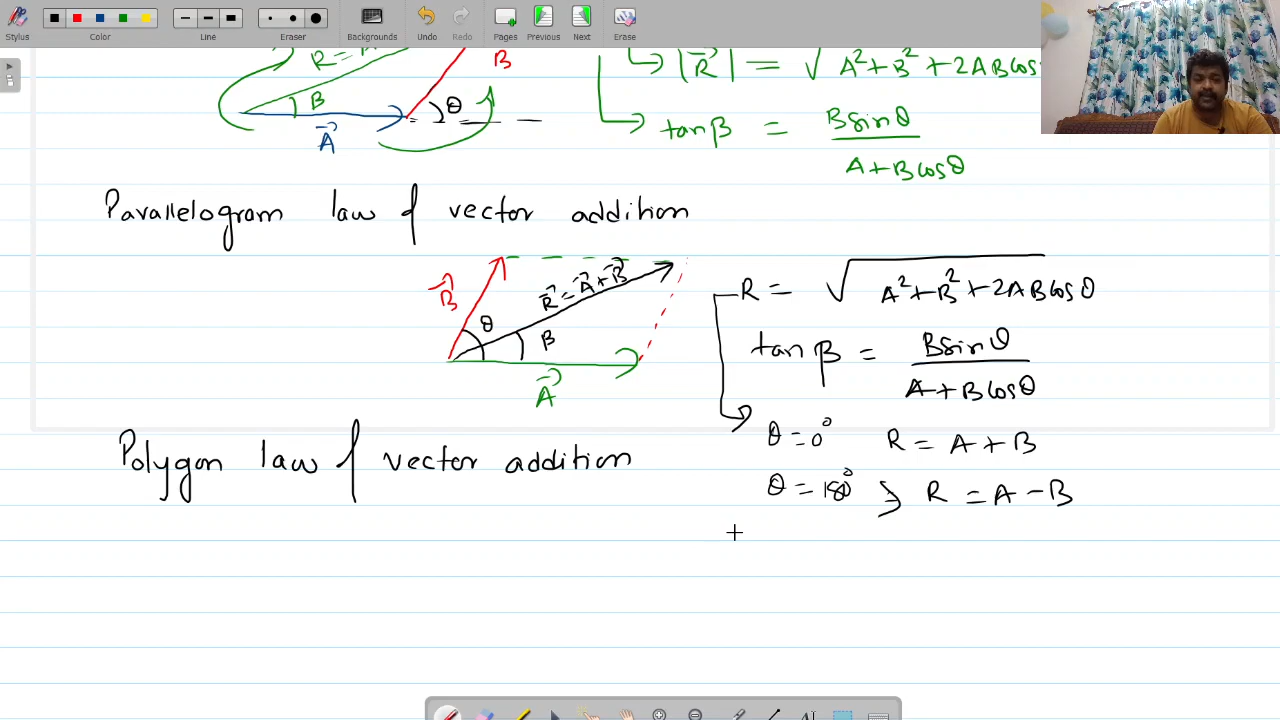 Stylus Color Line Eraser Undo Redo Backgrounds Pages Previous Next Erase
B
|R⃗| = √A²+B²+2ABcos
β θ
A⃗
tanβ = Bsinθ
A+Bcosθ
Parallelogram law of vector addition
B⃗ θ R⃗=A⃗+B⃗ β
A⃗
R = √A²+B²+2ABcosθ
tanβ = Bsinθ
A+Bcosθ
θ=0° R=A+B
θ=180° R=A-B
Polygon law of vector addition